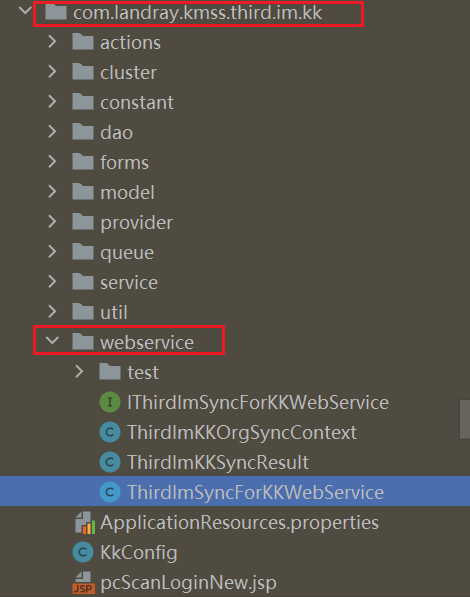 com.landray.kmss.third.im.kk
actions
cluster
constant
dao
forms
model
provider
queue
service
util
webservice
test
I IThirdImSyncForKKWebService
C ThirdImKKOrgSyncContext
C ThirdImKKSyncResult
C ThirdImSyncForKKWebService
ApplicationResources.properties
C KkConfig
JSP pcScanLoginNew.jsp